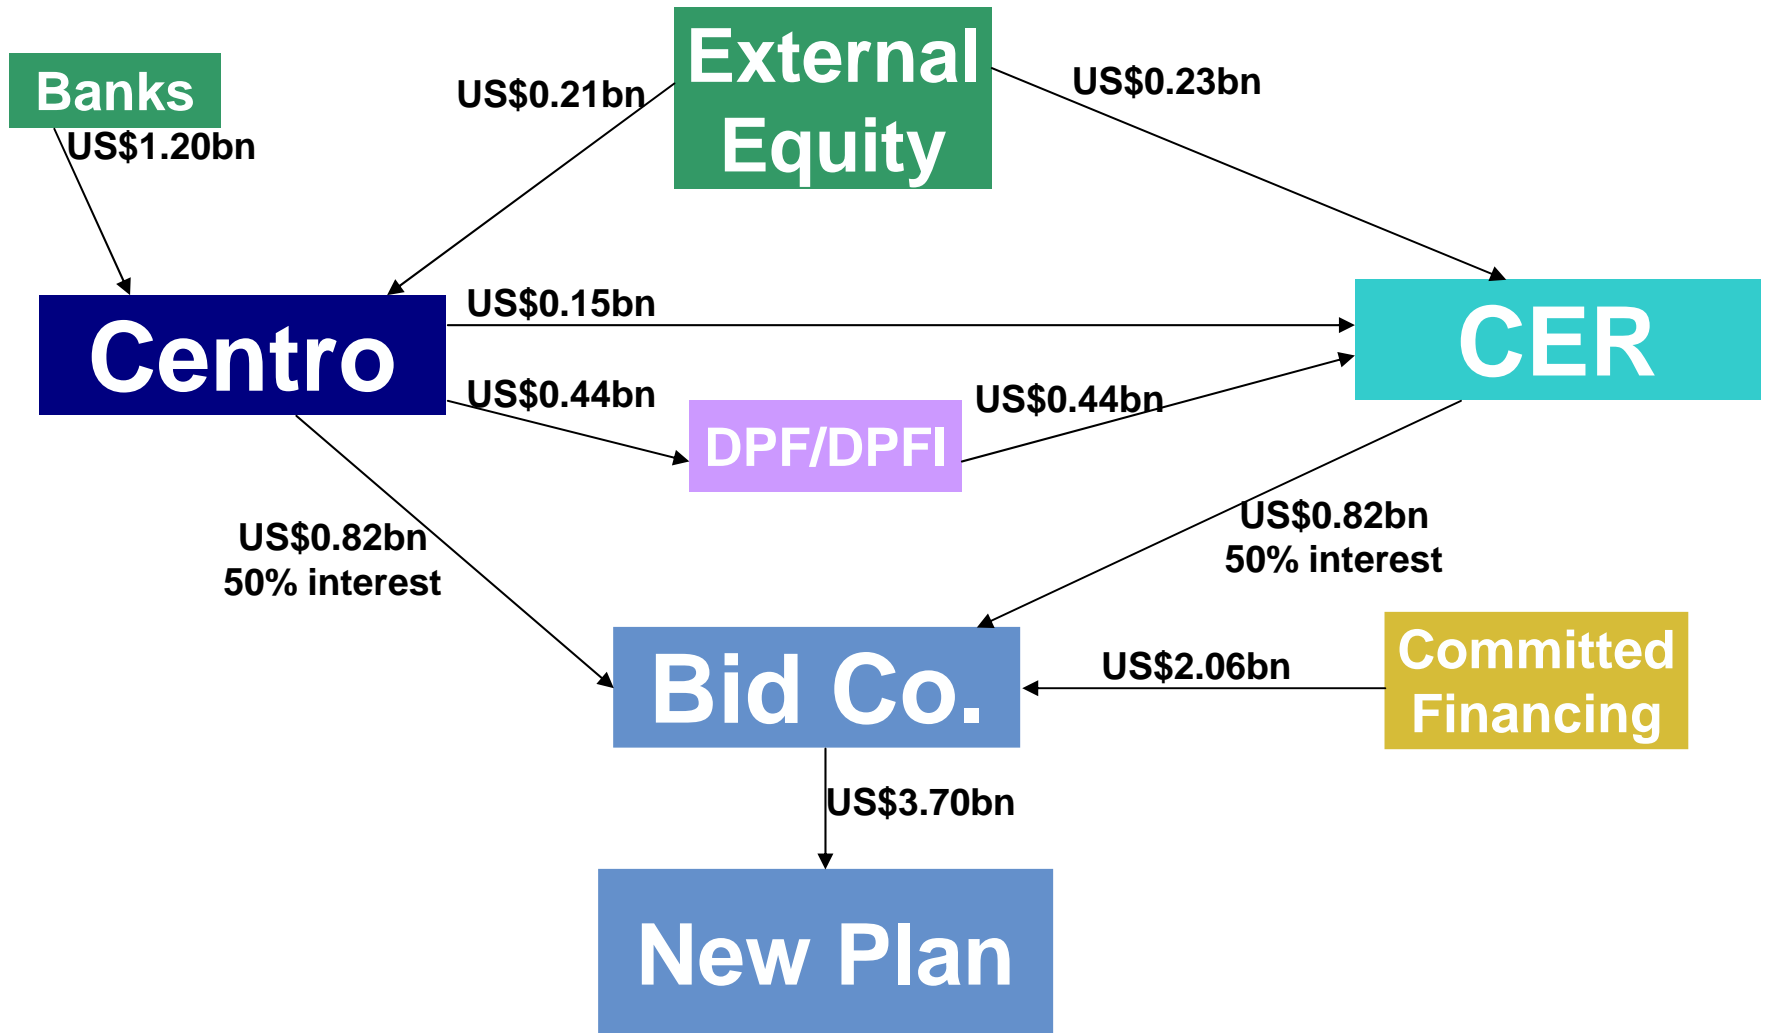 External
Equity
Banks
US$0.21bn
US$0.23bn
US$1.20bn
Centro
US$0.15bn
CER
US$0.44bn
US$0.44bn
DPF/DPFI
US$0.82bn
50% interest
US$0.82bn
50% interest
Bid Co.
US$2.06bn
Committed
Financing
US$3.70bn
New Plan